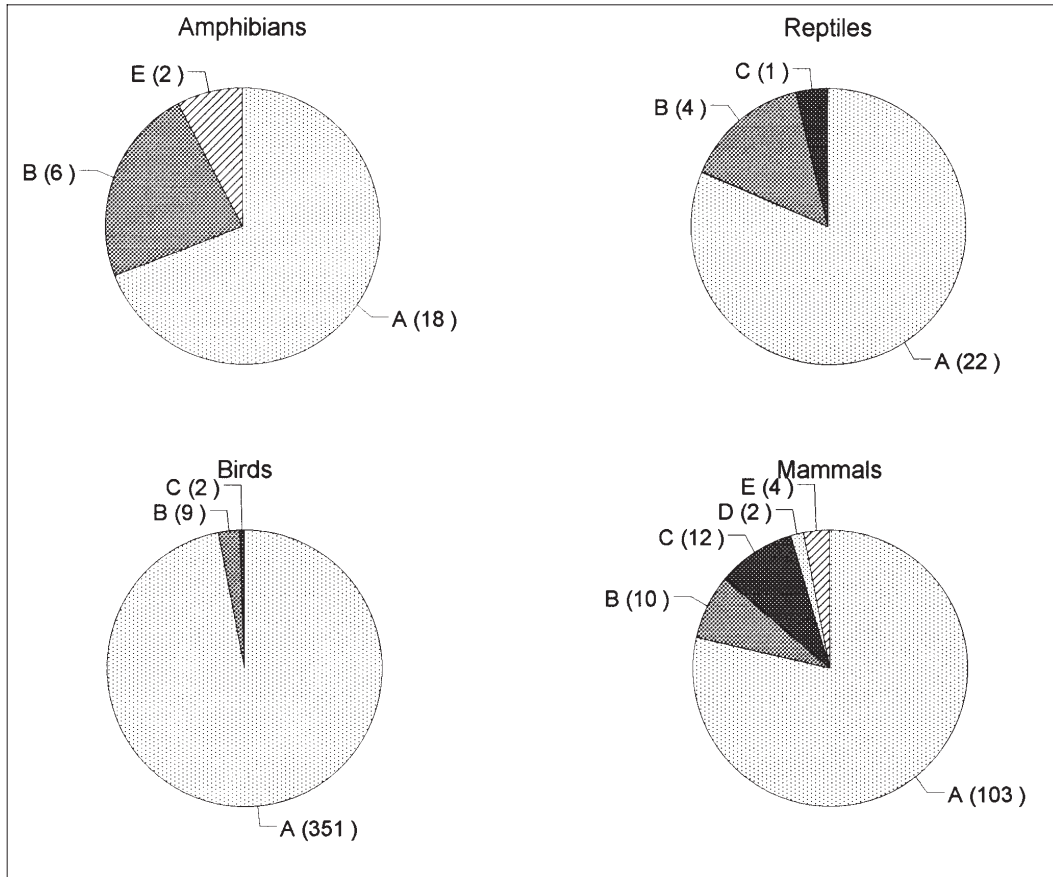 Amphibians
E (2 )
B (6 )
A (18 )
Reptiles
C (1 )
B (4 )
A (22 )
Birds
C (2 )
B (9 )
A (351 )
Mammals
E (4 )
D (2 )
C (12 )
B (10 )
A (103 )